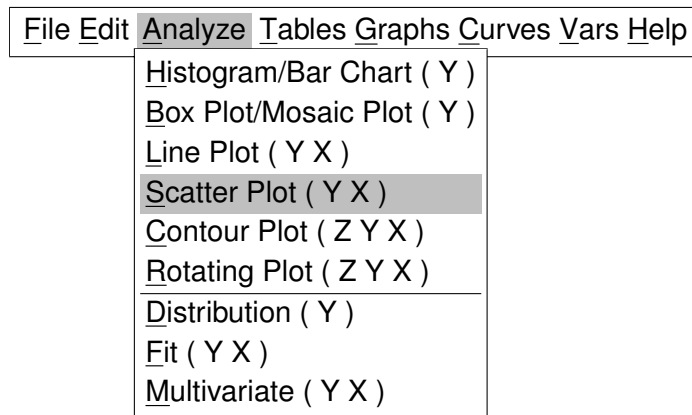 File Edit Analyze Tables Graphs Curves Vars Help
Histogram/Bar Chart ( Y )
Box Plot/Mosaic Plot ( Y )
Line Plot ( Y X )
Scatter Plot ( Y X )
Contour Plot ( Z Y X )
Rotating Plot ( Z Y X )
Distribution ( Y )
Fit ( Y X )
Multivariate ( Y X )